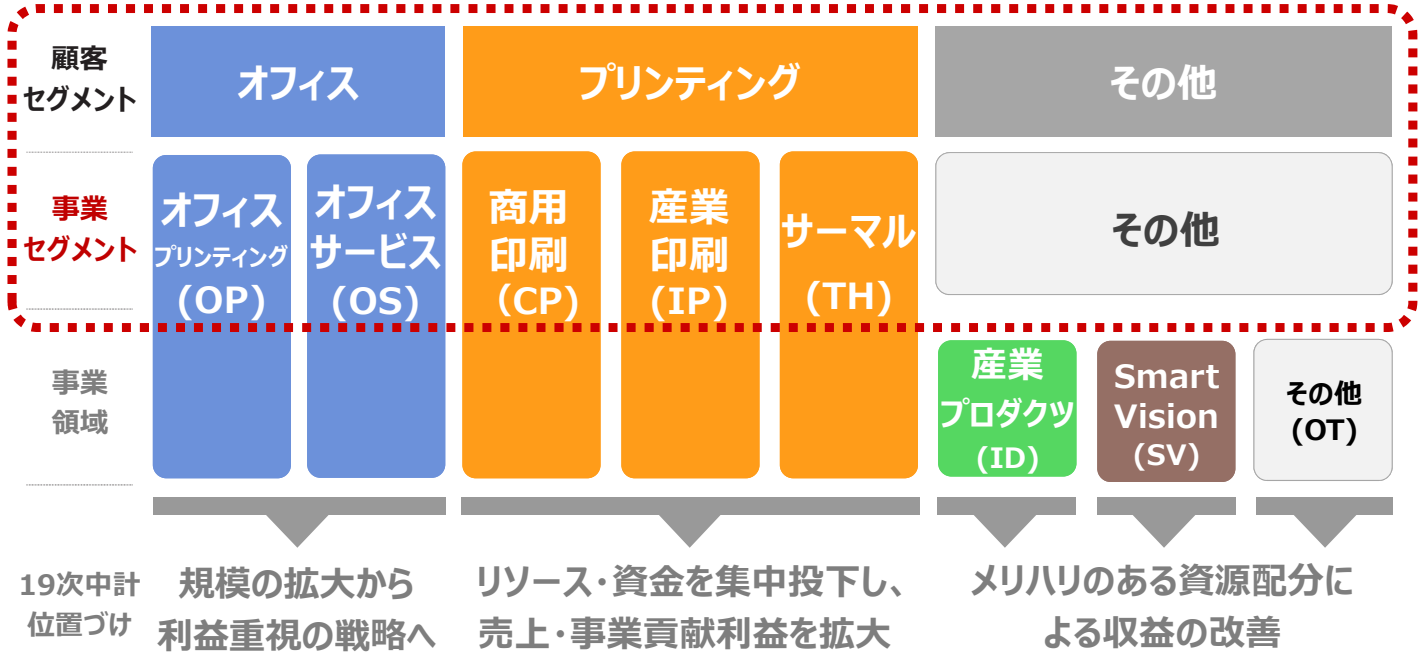 顧客
セグメント
オフィス
プリンティング
その他
事業
セグメント
オフィス
プリンティング
(OP)
オフィス
サービス
(OS)
商用
印刷
(CP)
産業
印刷
(IP)
サーマル
(TH)
その他
事業
領域
産業
プロダクツ
(ID)
Smart
Vision
(SV)
その他
(OT)
19次中計
位置づけ
規模の拡大から
利益重視の戦略へ
リソース・資金を集中投下し、
売上・事業貢献利益を拡大
メリハリのある資源配分に
よる収益の改善